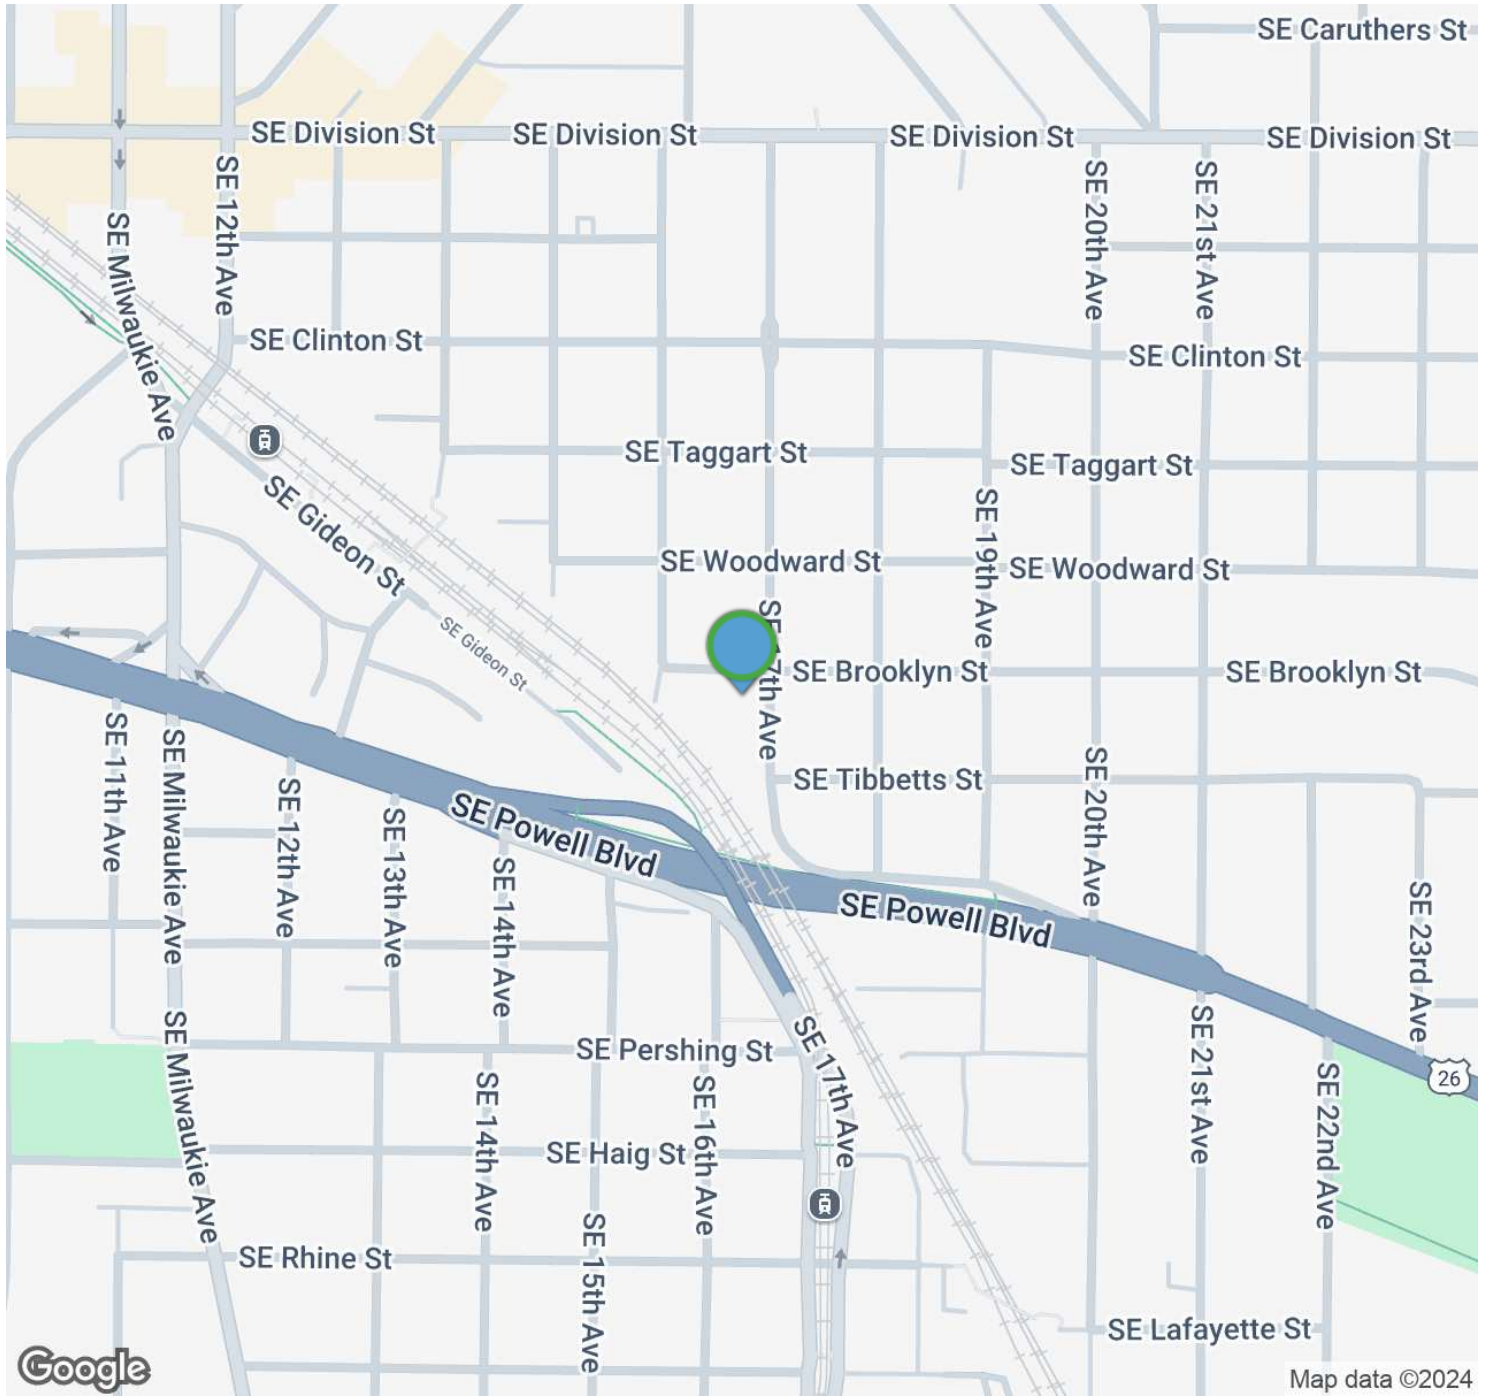 SE Caruthers St
SE Division St
SE Division St
SE Division St
SE Division St
SE 12th Ave
SE 20th Ave
SE 21st Ave
SE Milwaukie Ave
SE Clinton St
SE Clinton St
SE Taggart St
SE Taggart St
SE Gideon St
SE 19th Ave
SE Woodward St
SE Woodward St
SE Gideon St
SE 17th Ave
SE Brooklyn St
SE Brooklyn St
SE 11th Ave
SE Milwaukie Ave
SE 12th Ave
SE 13th Ave
SE Tibbetts St
SE 20th Ave
SE Powell Blvd
SE 14th Ave
SE Powell Blvd
SE 23rd Ave
SE Milwaukie Ave
SE Pershing St
SE 17th Ave
SE 21st Ave
SE 22nd Ave
26
SE 14th Ave
SE 16th Ave
SE Haig St
SE Rhine St
SE 15th Ave
SE Lafayette St
Google
Map data ©2024